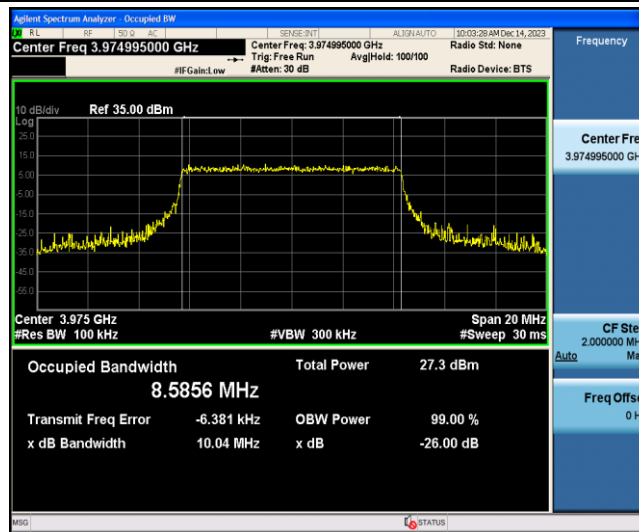 Agilent Spectrum Analyzer - Occupied BW
RL RF 50 Ω AC SENSE:INT ALIGN AUTO 10:03:28 AM Dec 14, 2023
Center Freq 3.974995000 GHz Center Freq: 3.974995000 GHz Radio Std: None Frequency
Trig: Free Run Avg|Hold: 100/100
#IFGain:Low #Atten: 30 dB Radio Device: BTS
10 dB/div Ref 35.00 dBm
Log
25.0
15.0
5.00
-5.00
-15.0
-25.0
-35.0
-45.0
-55.0
Center Fre
3.974995000 GH
Center 3.975 GHz Span 20 MHz
#Res BW 100 kHz #VBW 300 kHz #Sweep 30 ms
CF Ste
2.000000 MH
Auto Ma
Occupied Bandwidth Total Power 27.3 dBm
8.5856 MHz
Transmit Freq Error -6.381 kHz OBW Power 99.00 %
x dB Bandwidth 10.04 MHz x dB -26.00 dB
Freq Offs
0 H
MSG STATUS